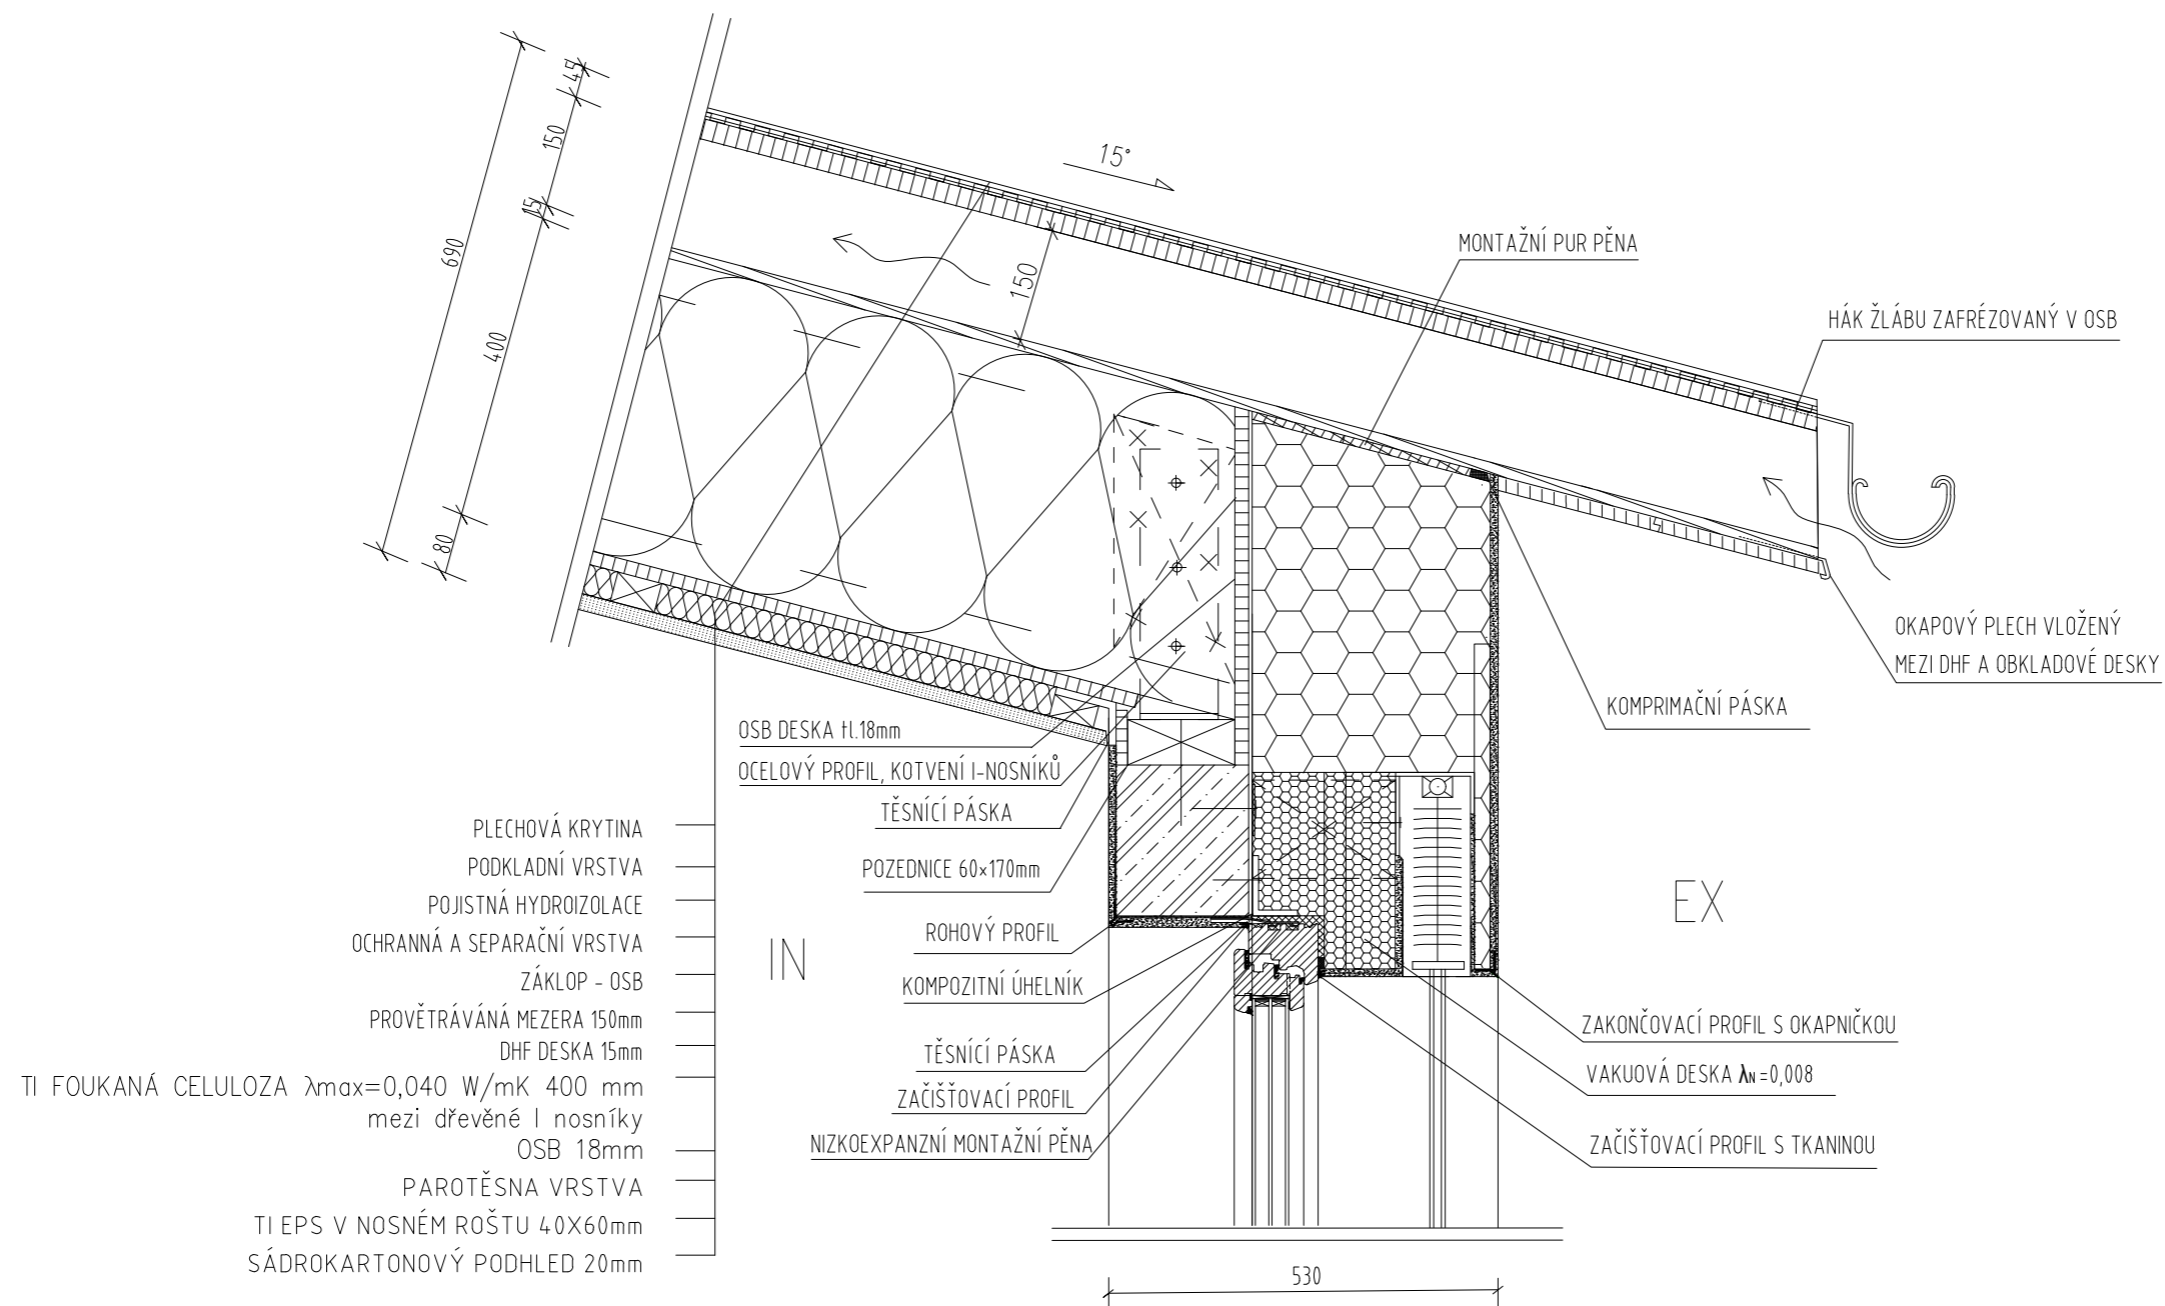 45
150
15
690
400
80
15°
150
MONTAŽNÍ PUR PĚNA
HÁK ŽLÁBU ZAFRÉZOVANÝ V OSB
OKAPOVÝ PLECH VLOŽENÝ
MEZI DHF A OBKLADOVÉ DESKY
KOMPRIMAČNÍ PÁSKA
OSB DESKA tl.18mm
OCELOVÝ PROFIL, KOTVENÍ I-NOSNÍKŮ
TĚSNÍCÍ PÁSKA
POZEDNICE 60×170mm
ROHOVÝ PROFIL
KOMPOZITNÍ ÚHELNÍK
TĚSNÍCÍ PÁSKA
ZAČIŠŤOVACÍ PROFIL
NIZKOEXPANZNÍ MONTAŽNÍ PĚNA
PLECHOVÁ KRYTINA
PODKLADNÍ VRSTVA
POJISTNÁ HYDROIZOLACE
OCHRANNÁ A SEPARAČNÍ VRSTVA
ZÁKLOP - OSB
PROVĚTRÁVÁNÁ MEZERA 150mm
DHF DESKA 15mm
TI FOUKANÁ CELULOZA λmax=0,040 W/mK 400 mm
mezi dřevěné I nosníky
OSB 18mm
PAROTĚSNA VRSTVA
TI EPS V NOSNÉM ROŠTU 40X60mm
SÁDROKARTONOVÝ PODHLED 20mm
IN
EX
ZAKONČOVACÍ PROFIL S OKAPNIČKOU
VAKUOVÁ DESKA λN=0,008
ZAČIŠŤOVACÍ PROFIL S TKANINOU
530